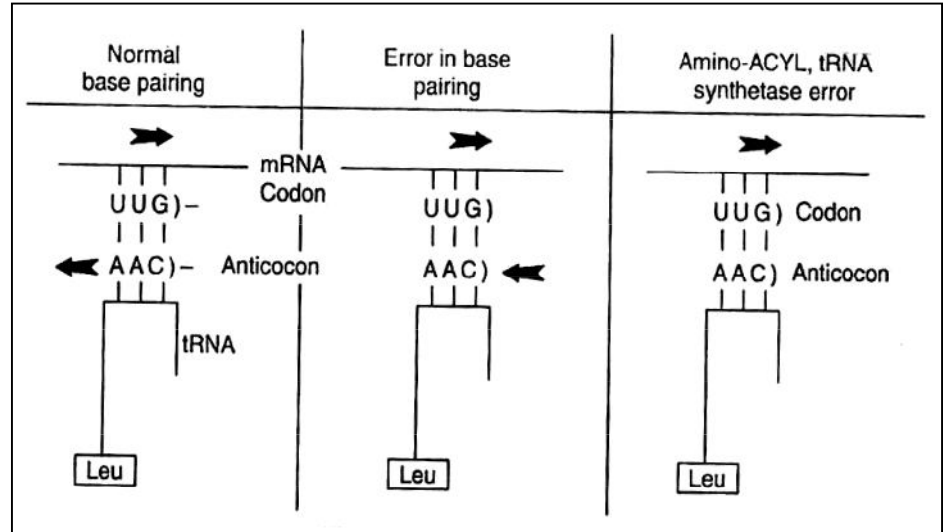 Normal
base pairing
Error in base
pairing
Amino-ACYL, tRNA
synthetase error
mRNA
Codon
UUG)–
UUG)
UUG) Codon
AAC)– Anticocon
AAC)
AAC) Anticocon
tRNA
Leu
Leu
Leu